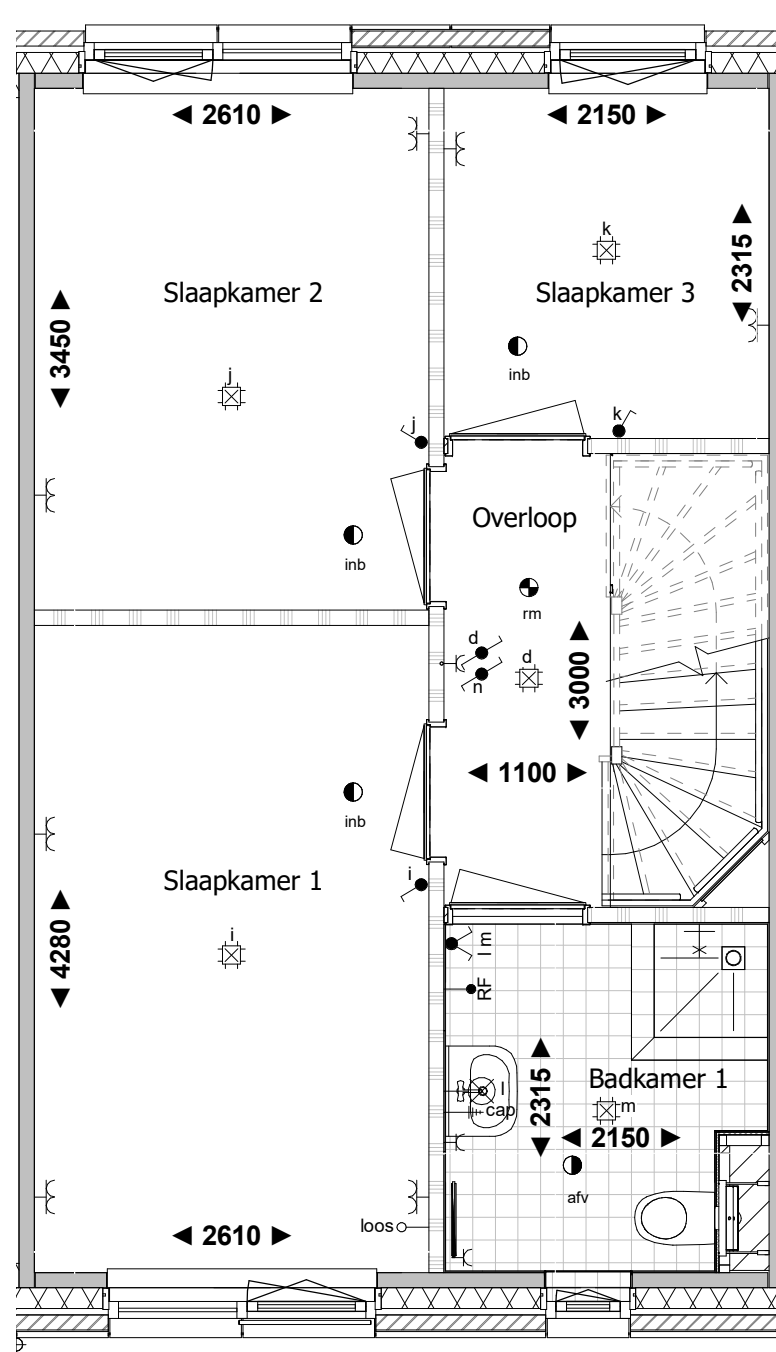 ◄ 2610 ►
◄ 2150 ►
k
◄ 2315 ►
Slaapkamer 2
Slaapkamer 3
◄ 3450 ►
inb
j
j
k
Overloop
inb
rm
d
d
n
◄ 3000 ►
◄ 1100 ►
inb
i
Slaapkamer 1
◄ 4280 ►
i
l m
RF
l
cap
◄ 2315 ►
Badkamer 1
m
◄ 2150 ►
afv
loos
◄ 2610 ►